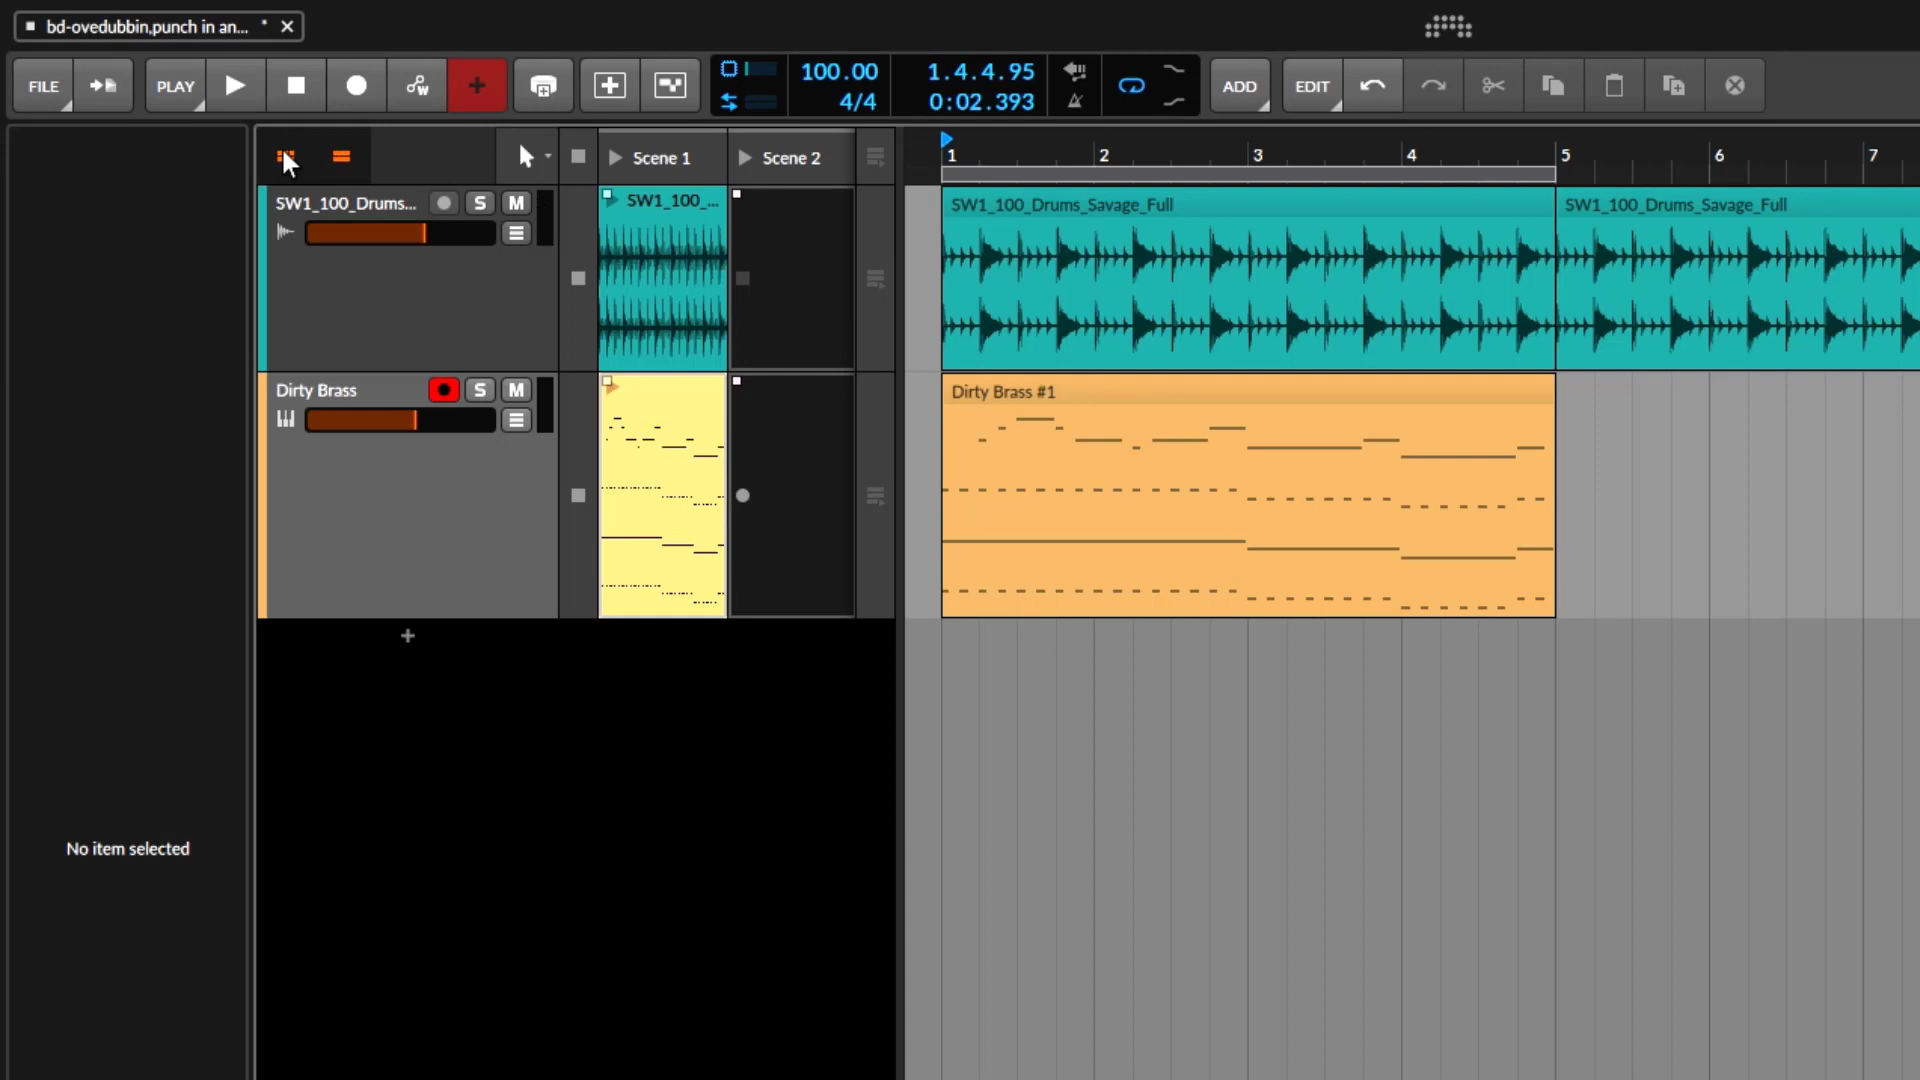 bd-ovedubbin,punch in an... *
FILE
PLAY
100.00
4/4
1.4.4.95
0:02.393
ADD
EDIT
Scene 1
Scene 2
1 2 3 4 5 6 7
SW1_100_Drums...
S M
SW1_100_...
SW1_100_Drums_Savage_Full
SW1_100_Drums_Savage_Full
Dirty Brass
S M
Dirty Brass #1
+
No item selected